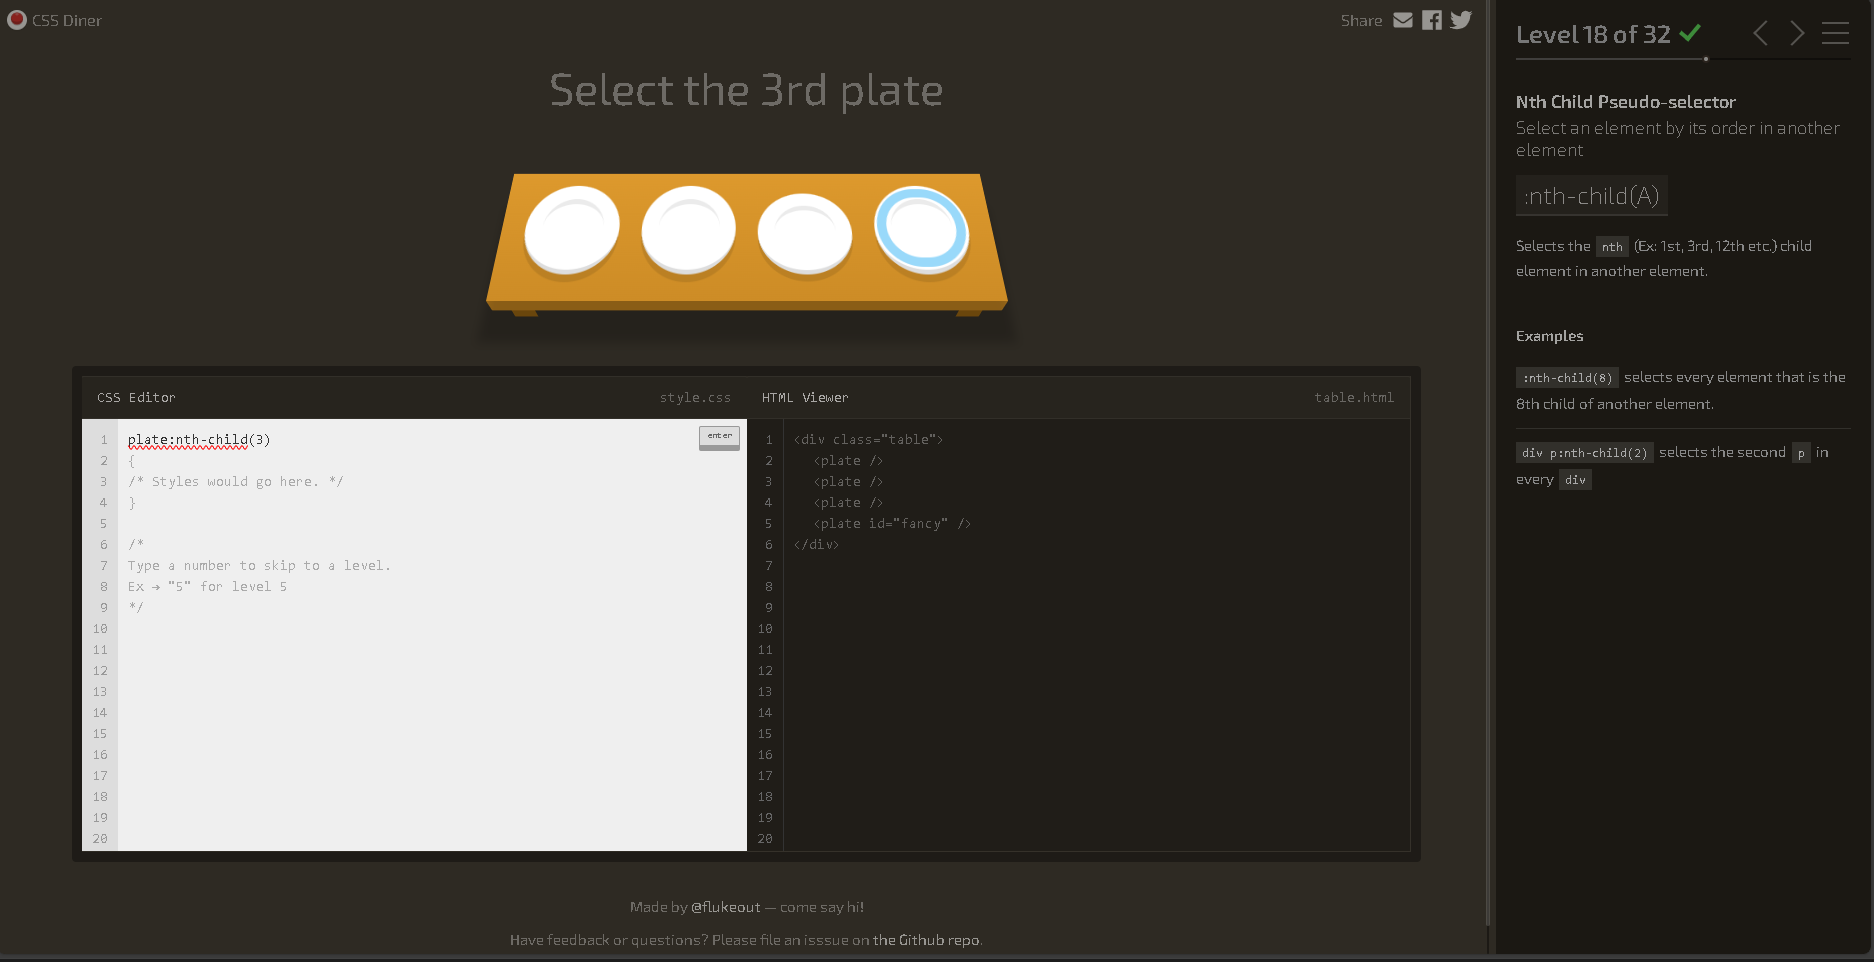 CSS Diner
Share
Select the 3rd plate
CSS Editor
style.css
HTML Viewer
table.html
1
2
3
4
5
6
7
8
9
10
11
12
13
14
15
16
17
18
19
20
plate:nth-child(3)
{
/* Styles would go here. */
}
/*
Type a number to skip to a level.
Ex → "5" for level 5
*/
enter
1
2
3
4
5
6
7
8
9
10
11
12
13
14
15
16
17
18
19
20
<div class="table">
<plate />
<plate />
<plate />
<plate id="fancy" />
</div>
Made by @flukeout — come say hi!
Have feedback or questions? Please file an isssue on the Github repo.
Level 18 of 32
Nth Child Pseudo-selector
Select an element by its order in another
element
:nth-child(A)
Selects the nth (Ex: 1st, 3rd, 12th etc.) child
element in another element.
Examples
:nth-child(8) selects every element that is the
8th child of another element.
div p:nth-child(2) selects the second p in
every div